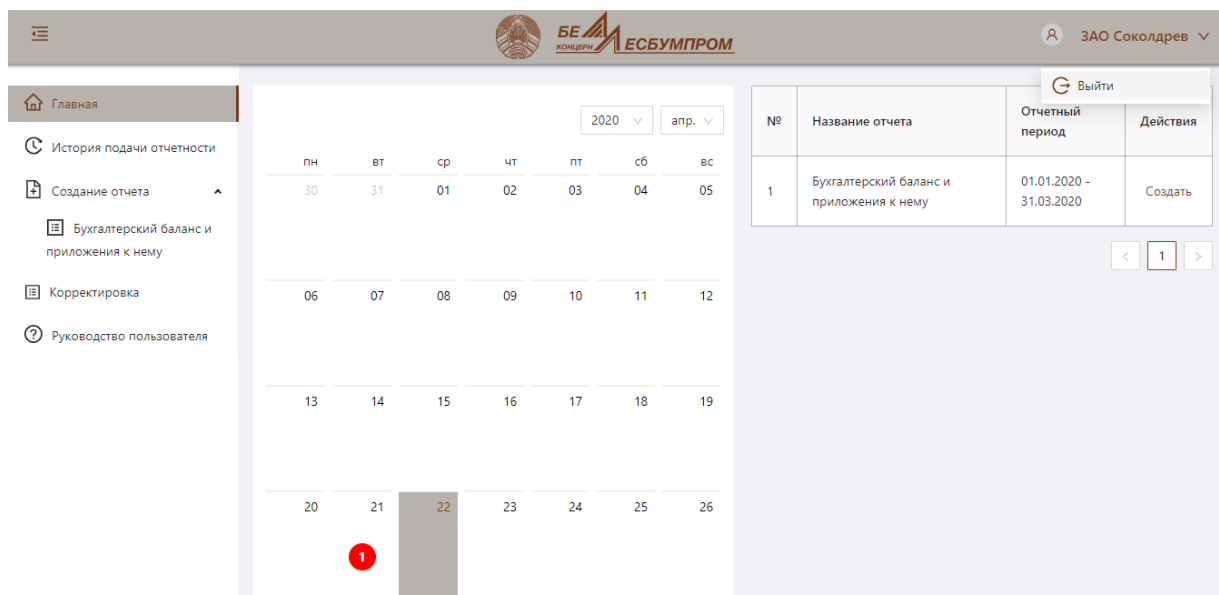 БЕЛ
КОНЦЕРН ЛЕСБУМПРОМ
ЗАО Соколдрев
Выйти
Главная
История подачи отчетности
Создание отчета
Бухгалтерский баланс и
приложения к нему
Корректировка
Руководство пользователя
2020 апр.
пн вт ср чт пт сб вс
30 31 01 02 03 04 05
06 07 08 09 10 11 12
13 14 15 16 17 18 19
20 21 22 23 24 25 26
1
№ Название отчета Отчетный
период Действия
1 Бухгалтерский баланс и
приложения к нему 01.01.2020 -
31.03.2020 Создать
< 1 >